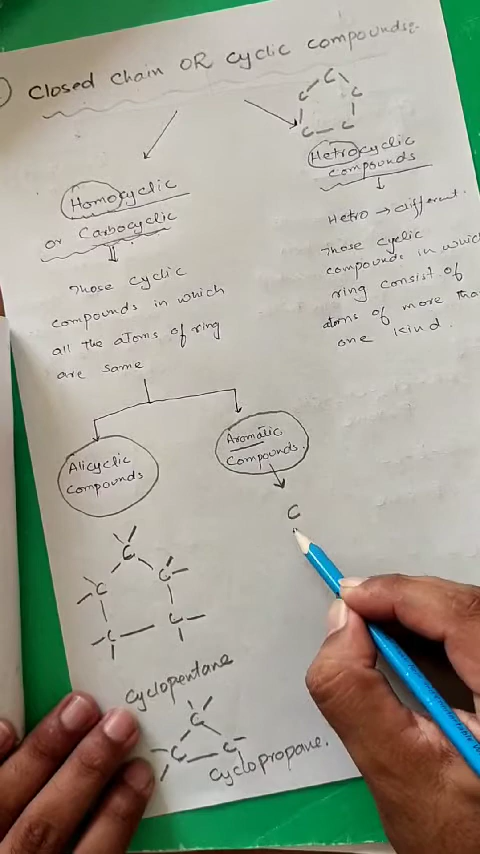 closed chain OR cyclic compounds:-
C
C C
C C
Homocyclic
or Carbocyclic
Those cyclic
compounds in which
all the atoms of ring
are same
Hetrocyclic
compounds
Hetro → different.
Those cyclic
compounds in which
ring consist of
atoms of more than
one kind.
Alicyclic
Compounds
Aromatic
Compounds.
C
C C
C C
cyclopentane
C
C C
cyclopropane.
C